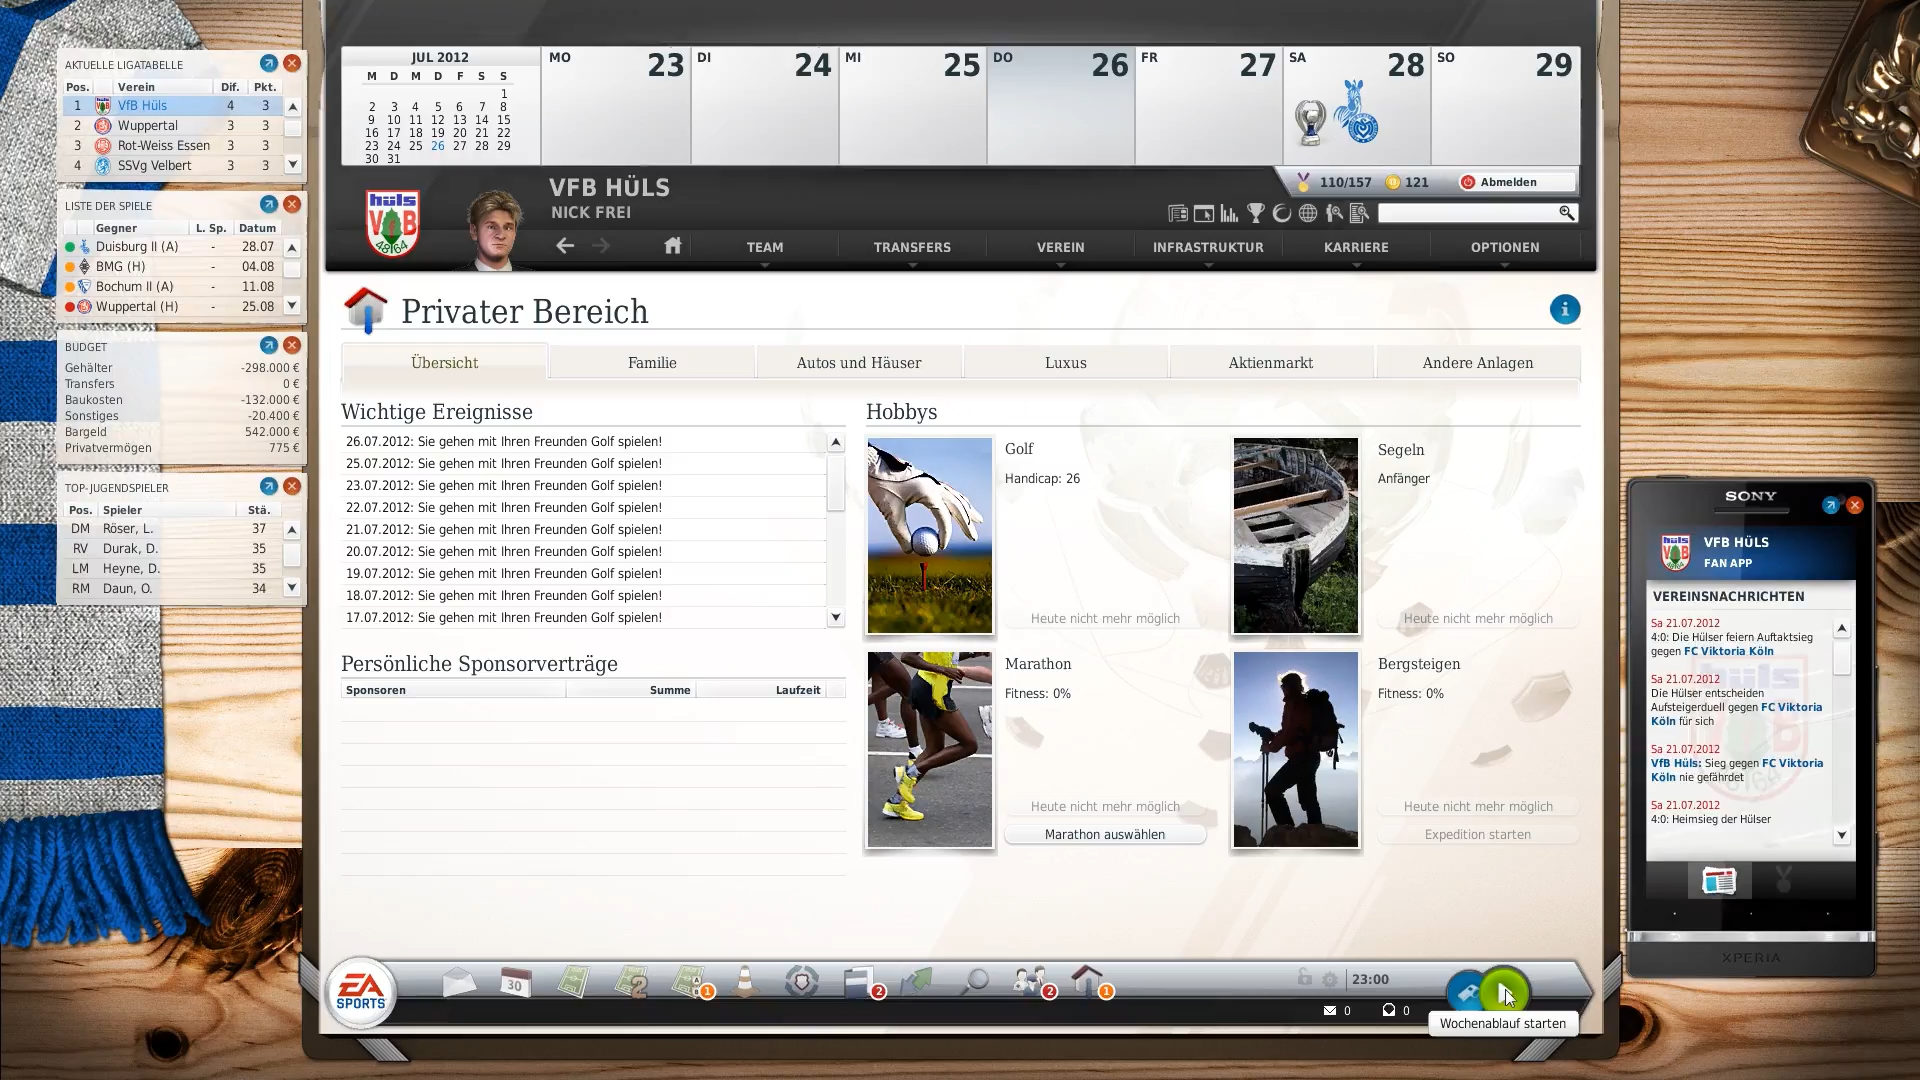 AKTUELLE LIGATABELLE
Pos. Verein Dif. Pkt.
1 VfB Hüls 4 3
2 Wuppertal 3 3
3 Rot-Weiss Essen 3 3
4 SSVg Velbert 3 3
LISTE DER SPIELE
Gegner L. Sp. Datum
Duisburg II (A) - 28.07
BMG (H) - 04.08
Bochum II (A) - 11.08
Wuppertal (H) - 25.08
BUDGET
Gehälter -298.000 €
Transfers 0 €
Baukosten -132.000 €
Sonstiges -20.400 €
Bargeld 542.000 €
Privatvermögen 775 €
TOP-JUGENDSPIELER
Pos. Spieler Stä.
DM Röser, L. 37
RV Durak, D. 35
LM Heyne, D. 35
RM Daun, O. 34
JUL 2012
M D M D F S S
1
2 3 4 5 6 7 8
9 10 11 12 13 14 15
16 17 18 19 20 21 22
23 24 25 26 27 28 29
30 31
MO 23 DI 24 MI 25 DO 26 FR 27 SA 28 SO 29
110/157 121 Abmelden
hüls VfB 48/64
VFB HÜLS
NICK FREI
TEAM TRANSFERS VEREIN INFRASTRUKTUR KARRIERE OPTIONEN
Privater Bereich
Übersicht Familie Autos und Häuser Luxus Aktienmarkt Andere Anlagen
Wichtige Ereignisse
26.07.2012: Sie gehen mit Ihren Freunden Golf spielen!
25.07.2012: Sie gehen mit Ihren Freunden Golf spielen!
23.07.2012: Sie gehen mit Ihren Freunden Golf spielen!
22.07.2012: Sie gehen mit Ihren Freunden Golf spielen!
21.07.2012: Sie gehen mit Ihren Freunden Golf spielen!
20.07.2012: Sie gehen mit Ihren Freunden Golf spielen!
19.07.2012: Sie gehen mit Ihren Freunden Golf spielen!
18.07.2012: Sie gehen mit Ihren Freunden Golf spielen!
17.07.2012: Sie gehen mit Ihren Freunden Golf spielen!
Persönliche Sponsorverträge
Sponsoren Summe Laufzeit
Hobbys
Golf
Handicap: 26
Heute nicht mehr möglich
Segeln
Anfänger
Heute nicht mehr möglich
Marathon
Fitness: 0%
Heute nicht mehr möglich
Marathon auswählen
Bergsteigen
Fitness: 0%
Heute nicht mehr möglich
Expedition starten
SONY
VFB HÜLS
FAN APP
VEREINSNACHRICHTEN
Sa 21.07.2012
4:0: Die Hülser feiern Auftaktsieg
gegen FC Viktoria Köln
Sa 21.07.2012
Die Hülser entscheiden
Aufsteigerduell gegen FC Viktoria
Köln für sich
Sa 21.07.2012
VfB Hüls: Sieg gegen FC Viktoria
Köln nie gefährdet
Sa 21.07.2012
4:0: Heimsieg der Hülser
XPERIA
EA
SPORTS
30 2 1 2 2 1
23:00
0 0
Wochenablauf starten